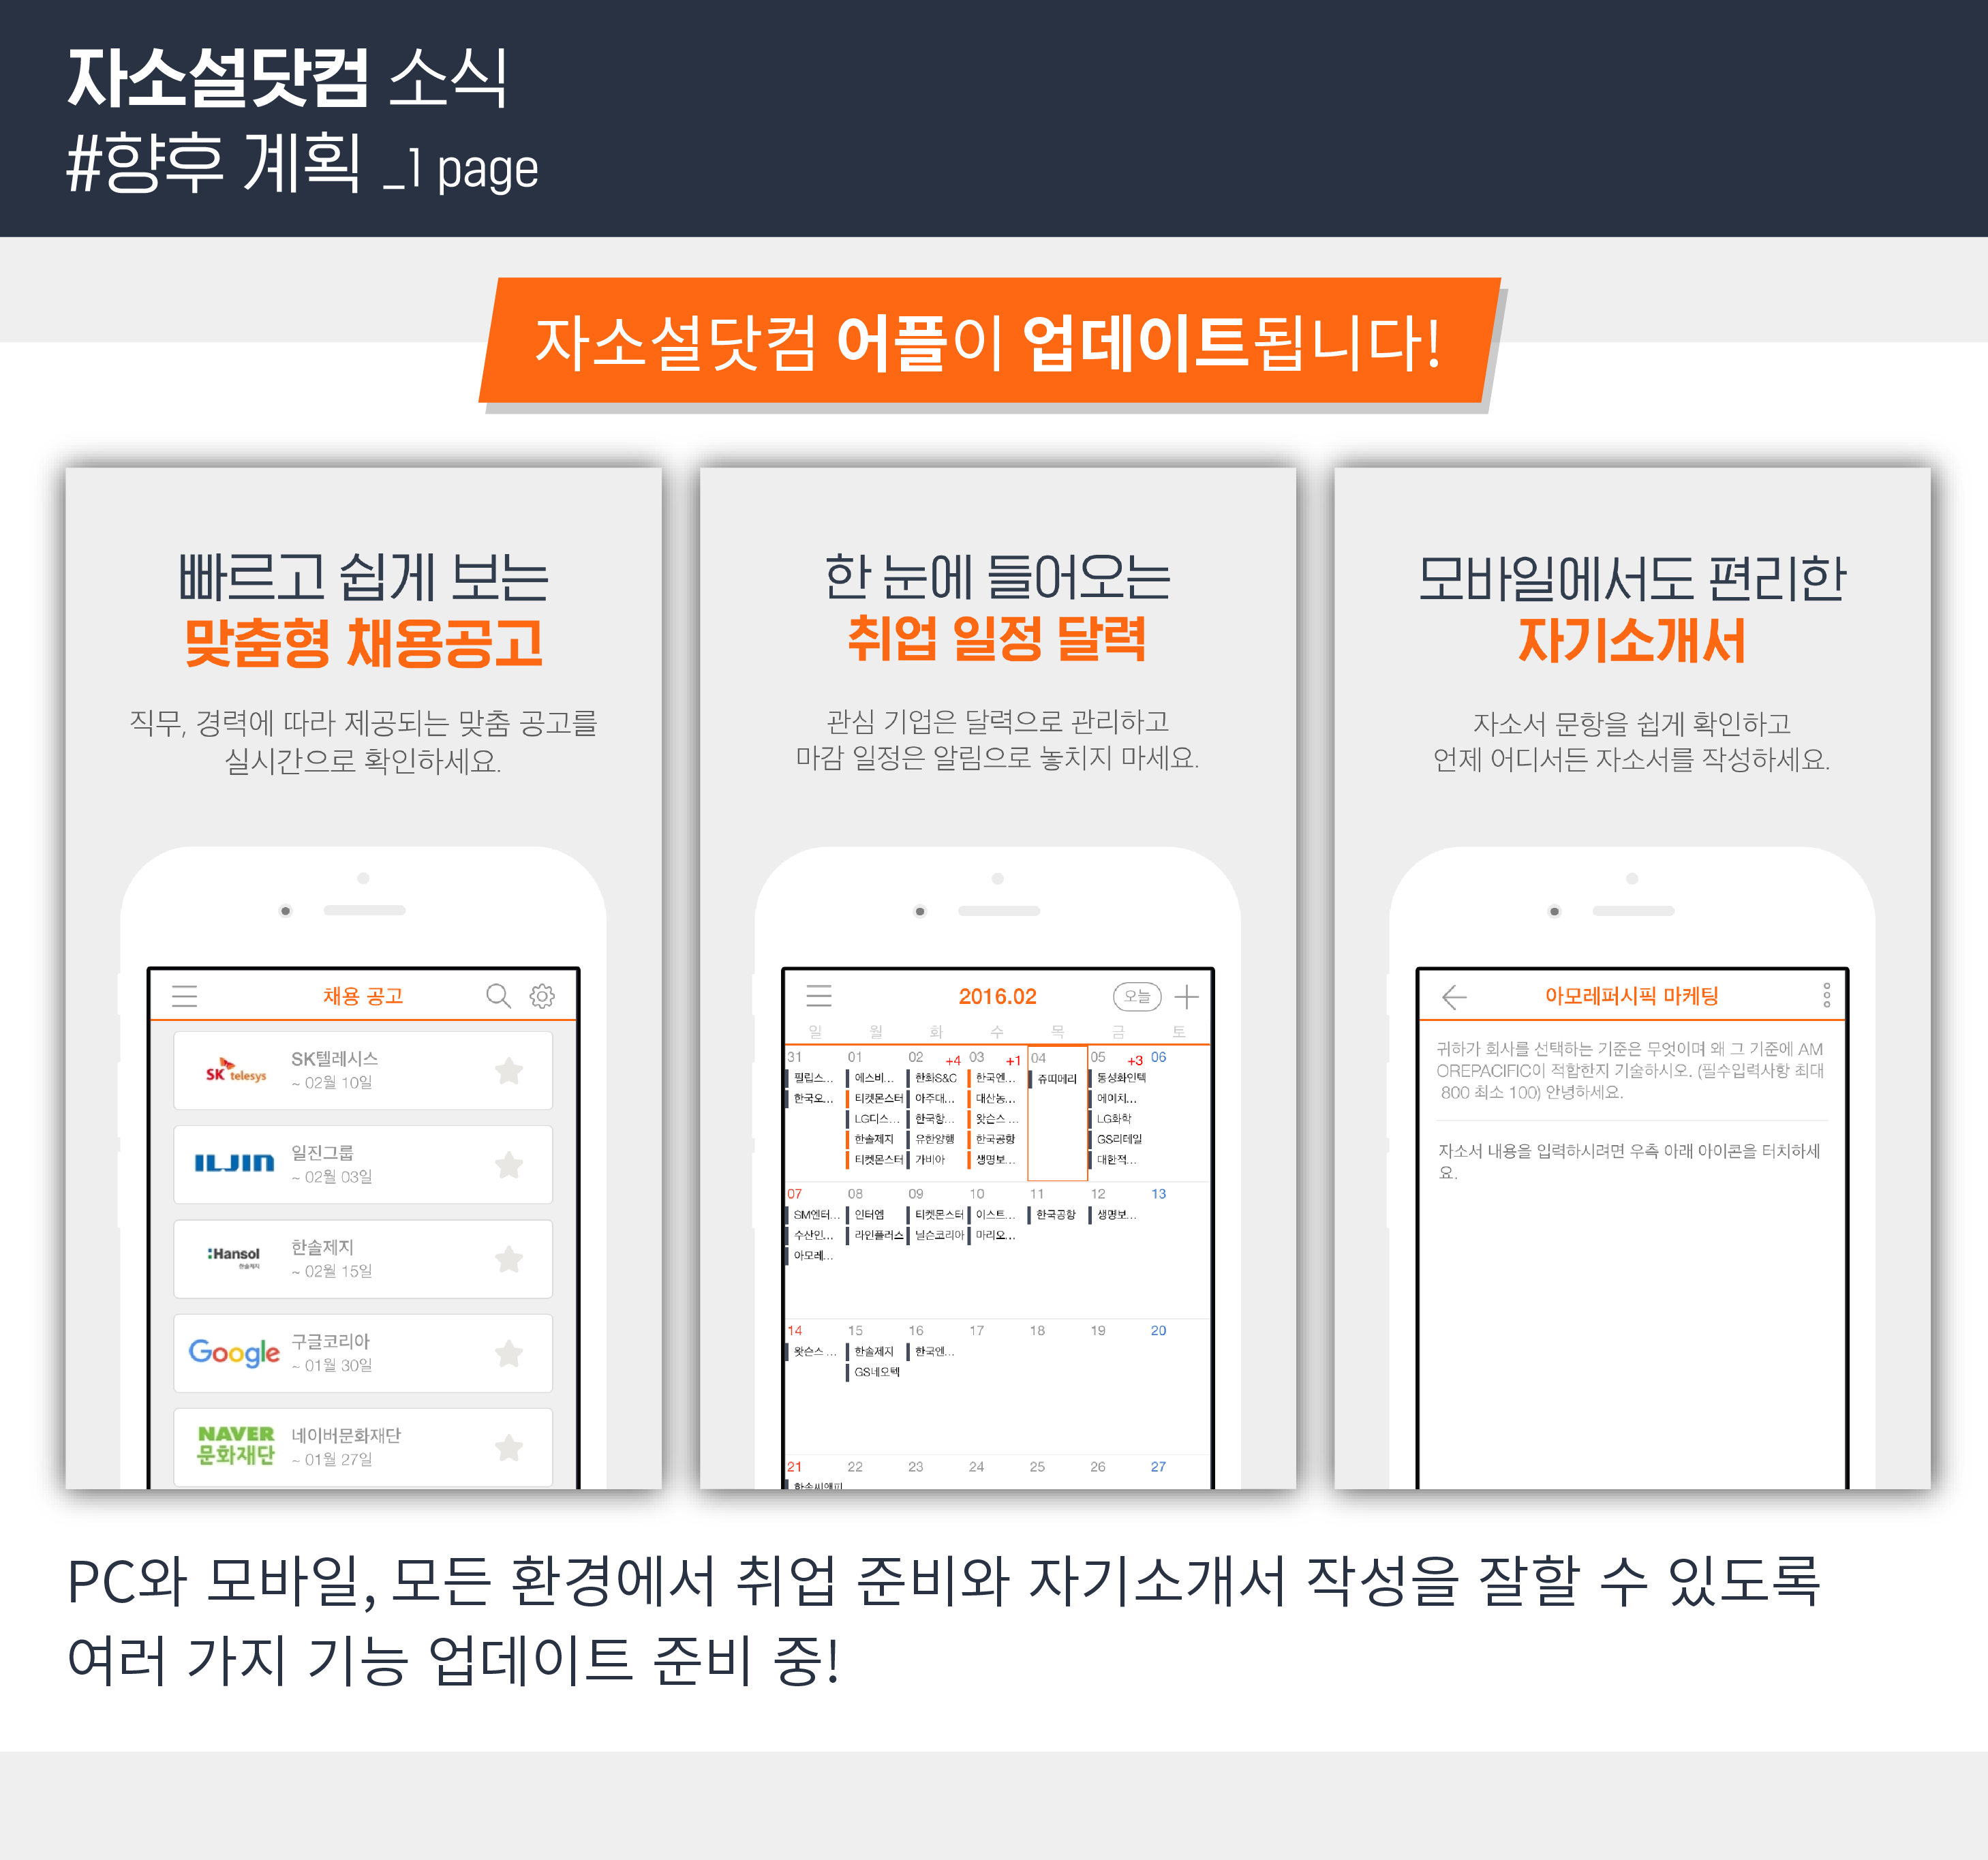 자소설닷컴 소식
#향후 계획 _1 page
자소설닷컴 어플이 업데이트됩니다!
빠르고 쉽게 보는
맞춤형 채용공고
직무, 경력에 따라 제공되는 맞춤 공고를
실시간으로 확인하세요.
채용 공고
SK telesys
SK텔레시스
~ 02월 10일
ILJIN
일진그룹
~ 02월 03일
Hansol
한솔제지
한솔제지
~ 02월 15일
Google
구글코리아
~ 01월 30일
NAVER
문화재단
네이버문화재단
~ 01월 27일
한 눈에 들어오는
취업 일정 달력
관심 기업은 달력으로 관리하고
마감 일정은 알림으로 놓치지 마세요.
2016.02 오늘
일 월 화 수 목 금 토
31 01 02 +4 03 +1 04 05 +3 06
필립스... 에스비... 한화S&C 한국엔... 쥬띠메리 동성화인텍
한국오... 티켓몬스터 아주대... 대산농... 에이치...
LG디스... 한국항... 왓슨스 ... LG화학
한솔제지 유한양행 한국공항 GS리테일
티켓몬스터 가비아 생명보... 대한적...
07 08 09 10 11 12 13
SM엔터... 인터엠 티켓몬스터 이스트... 한국공항 생명보...
수산인... 라인플러스 닐슨코리아 마리오...
아모레...
14 15 16 17 18 19 20
왓슨스 ... 한솔제지 한국엔...
GS네오텍
21 22 23 24 25 26 27
한솔씨앤피
모바일에서도 편리한
자기소개서
자소서 문항을 쉽게 확인하고
언제 어디서든 자소서를 작성하세요.
아모레퍼시픽 마케팅
귀하가 회사를 선택하는 기준은 무엇이며 왜 그 기준에 AM
OREPACIFIC이 적합한지 기술하시오. (필수입력사항 최대
800 최소 100) 안녕하세요.
자소서 내용을 입력하시려면 우측 아래 아이콘을 터치하세
요.
PC와 모바일, 모든 환경에서 취업 준비와 자기소개서 작성을 잘할 수 있도록
여러 가지 기능 업데이트 준비 중!